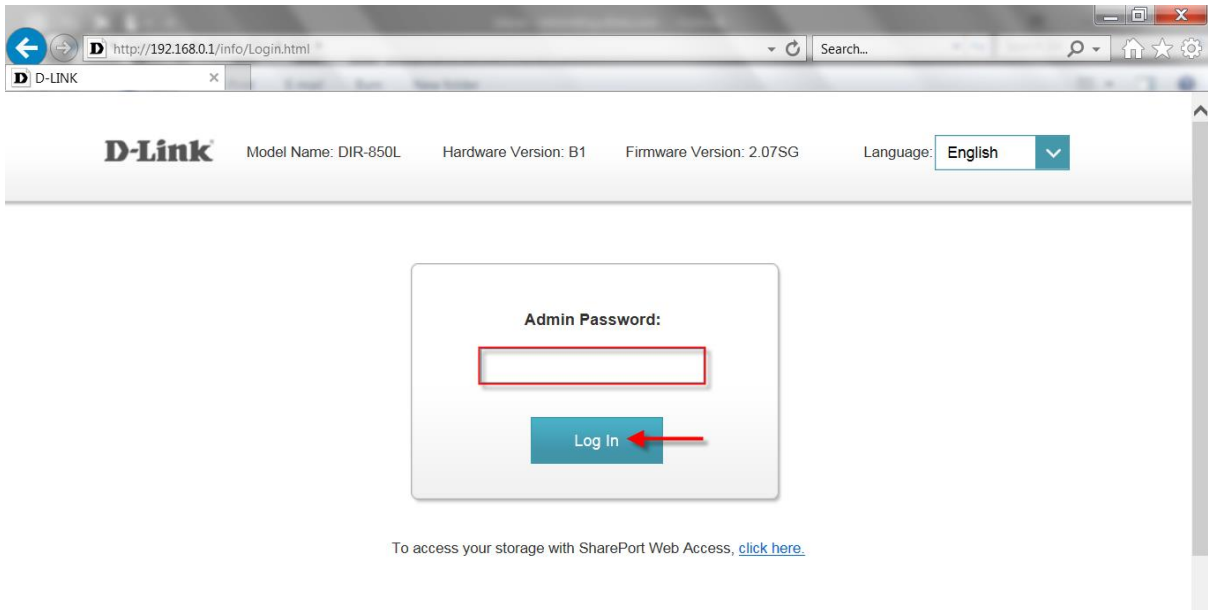 http://192.168.0.1/info/Login.html
Search...
D-LINK
D-Link Model Name: DIR-850L Hardware Version: B1 Firmware Version: 2.07SG Language: English
Admin Password:
Log In
To access your storage with SharePort Web Access, click here.